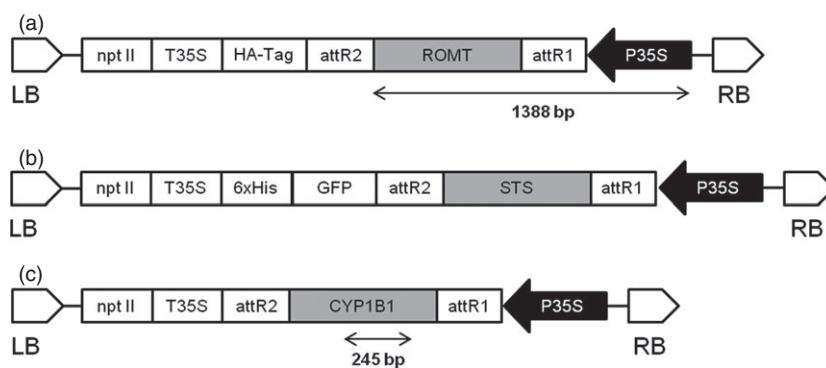 (a)
npt II T35S HA-Tag attR2 ROMT attR1 P35S
LB RB
1388 bp
(b)
npt II T35S 6xHis GFP attR2 STS attR1 P35S
LB RB
(c)
npt II T35S attR2 CYP1B1 attR1 P35S
LB RB
245 bp